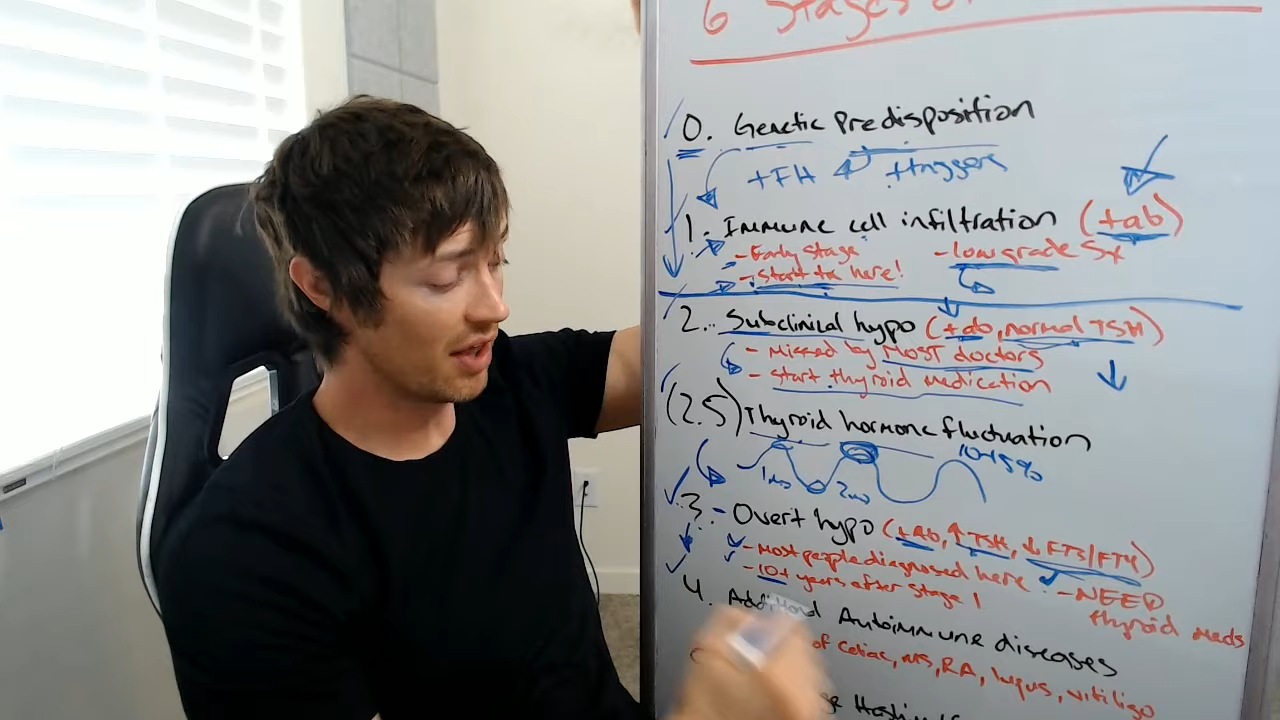 6 Stages of
0. Genetic Predisposition
+FH + triggers
1. Immune cell infiltration (+ab)
- Early stage - low grade Sx
- Start tx here!
2. Subclinical hypo (+ab, normal TSH)
- Missed by MOST doctors
- start thyroid medication
(2.5) Thyroid hormone fluctuation
10-15%
1mo 2mo
3. - Overt hypo (+Ab, ↑TSH, ↓FT3/FT4)
- Most people diagnosed here - NEED
- 10+ years after stage 1 thyroid meds
4. Additional Autoimmune diseases
of Celiac, MS, RA, lupus, vitiligo